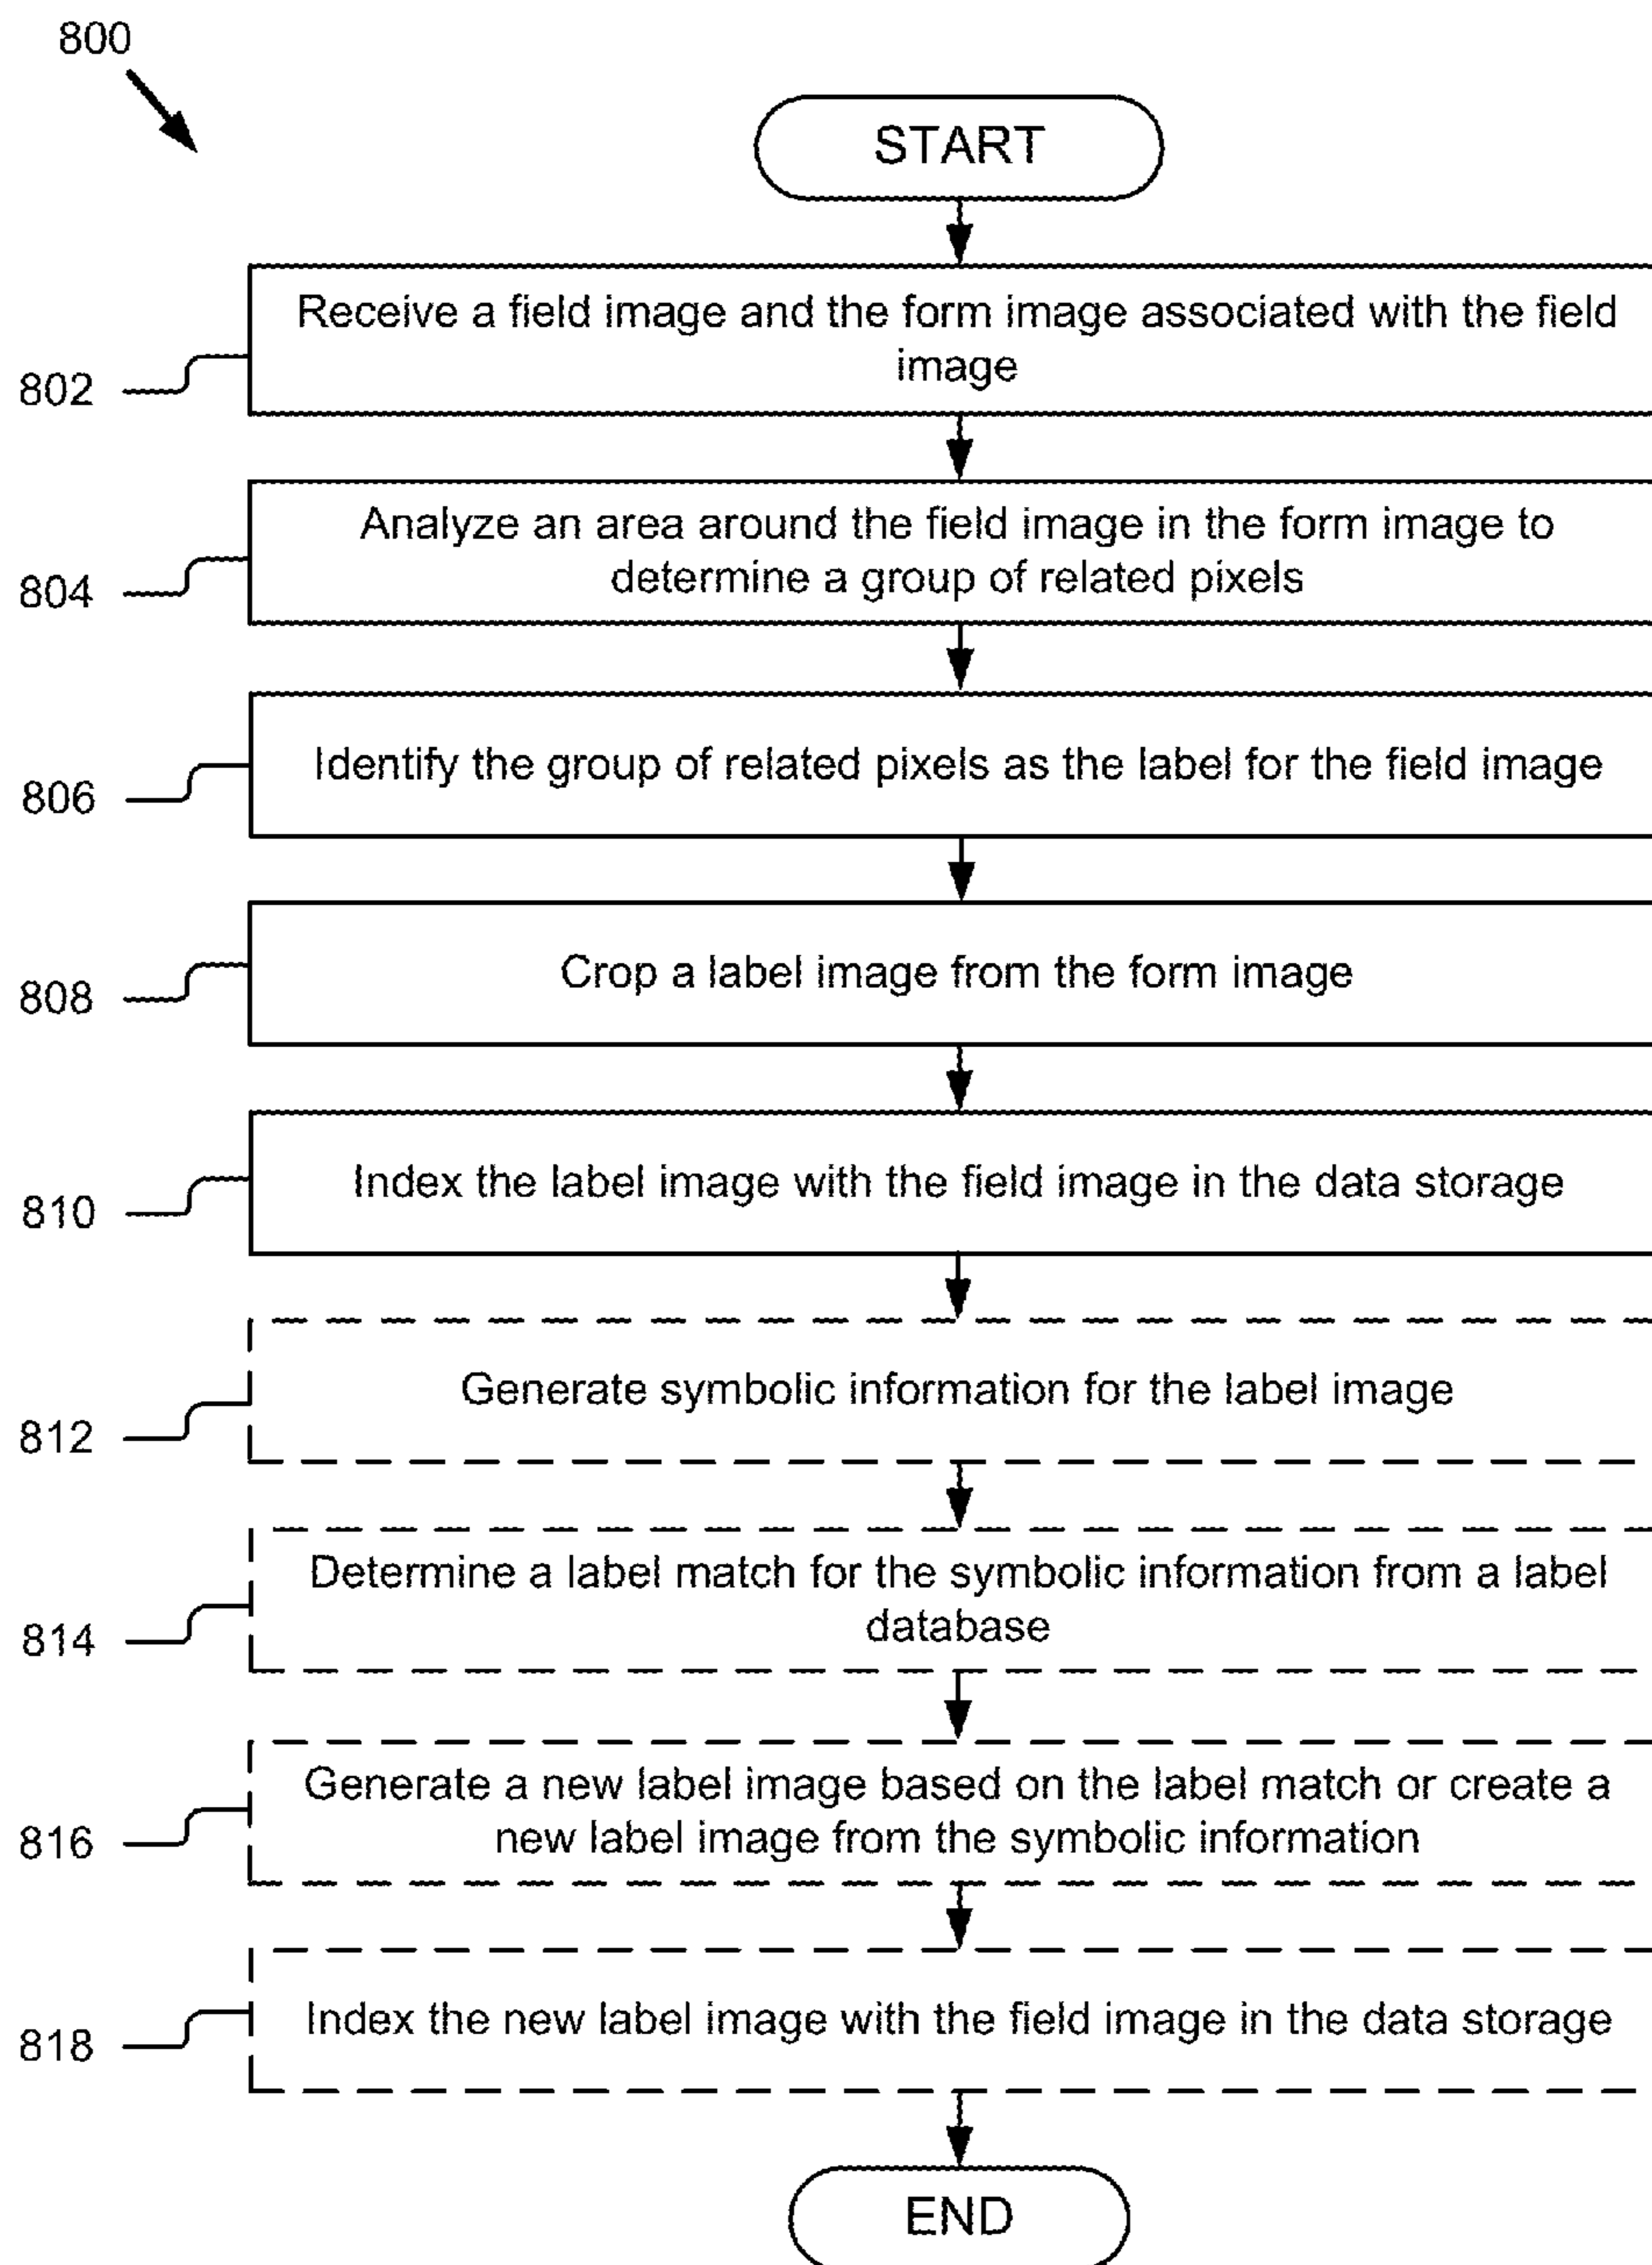 800
START
Receive a field image and the form image associated with the field
image
802
Analyze an area around the field image in the form image to
determine a group of related pixels
804
Identify the group of related pixels as the label for the field image
806
Crop a label image from the form image
808
Index the label image with the field image in the data storage
810
Generate symbolic information for the label image
812
Determine a label match for the symbolic information from a label
database
814
Generate a new label image based on the label match or create a
new label image from the symbolic information
816
Index the new label image with the field image in the data storage
818
END